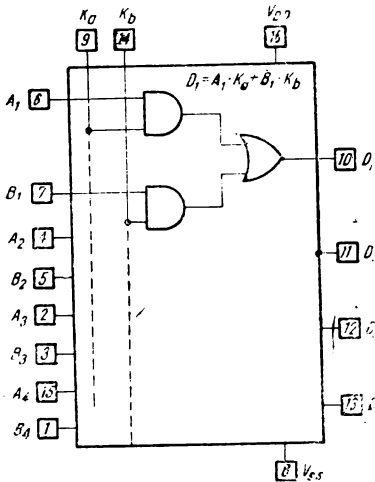 Ka Kb VDD
9 14 16
D1 = A1 · Ka + B1 · Kb
A1 6
10 D1
B1 7
A2 4
11 D
B2 5
A3 2
12 D
B3 3
A4 15
13
B4 1
8 VSS